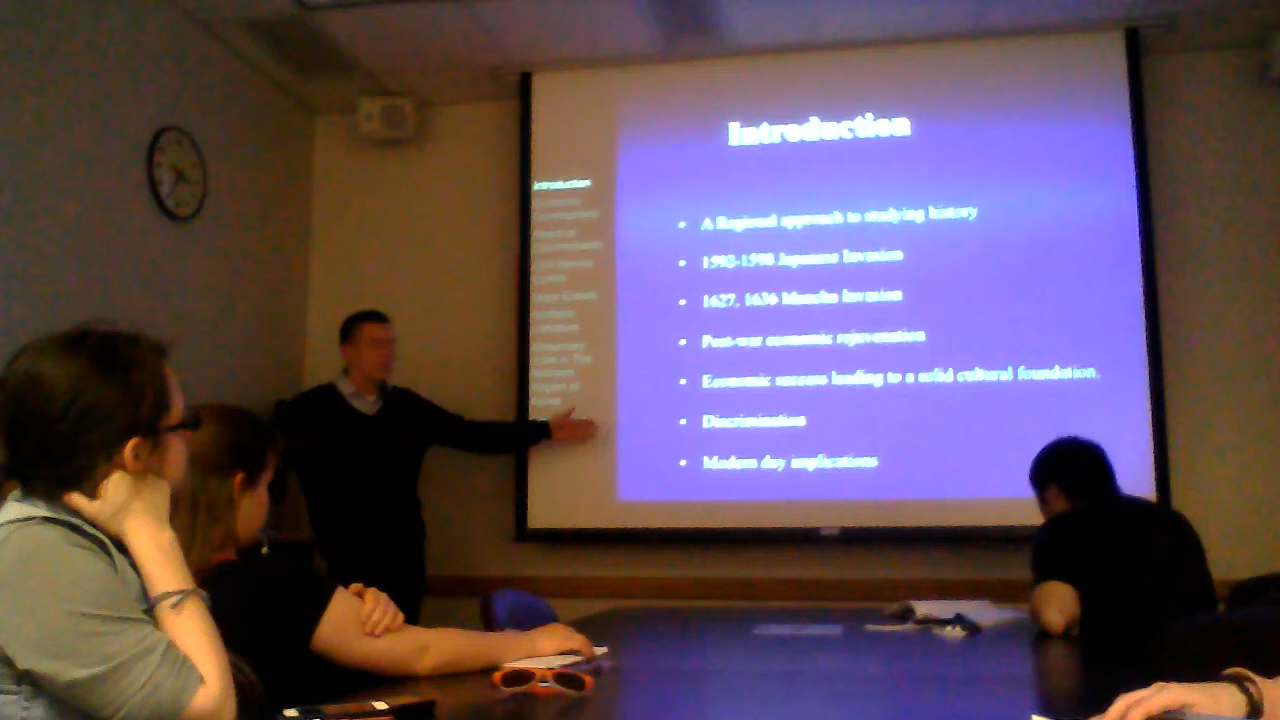 Introduction
Introduction
• A Regional approach to studying history
• 1592-1598 Japanese Invasion
• 1627, 1636 Manchu Invasion
• Post-war economic rejuvenation
• Economic success leading to a solid cultural foundation.
• Discrimination
• Modern day implications